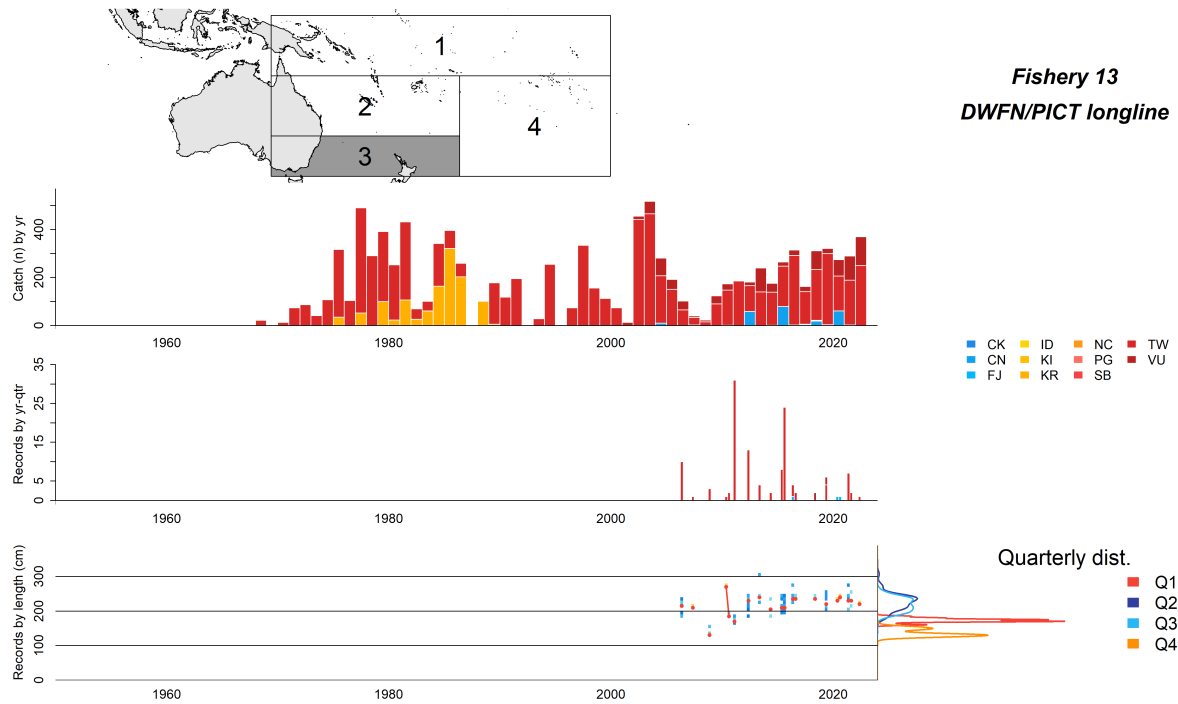 1
2
3
4
Fishery 13
DWFN/PICT longline
Catch (n) by yr
0
200
400
1960
1980
2000
2020
CK
CN
FJ
ID
KI
KR
NC
PG
SB
TW
VU
Records by yr-qtr
0
5
15
25
35
1960
1980
2000
2020
Records by length (cm)
0
100
200
300
1960
1980
2000
2020
Quarterly dist.
Q1
Q2
Q3
Q4